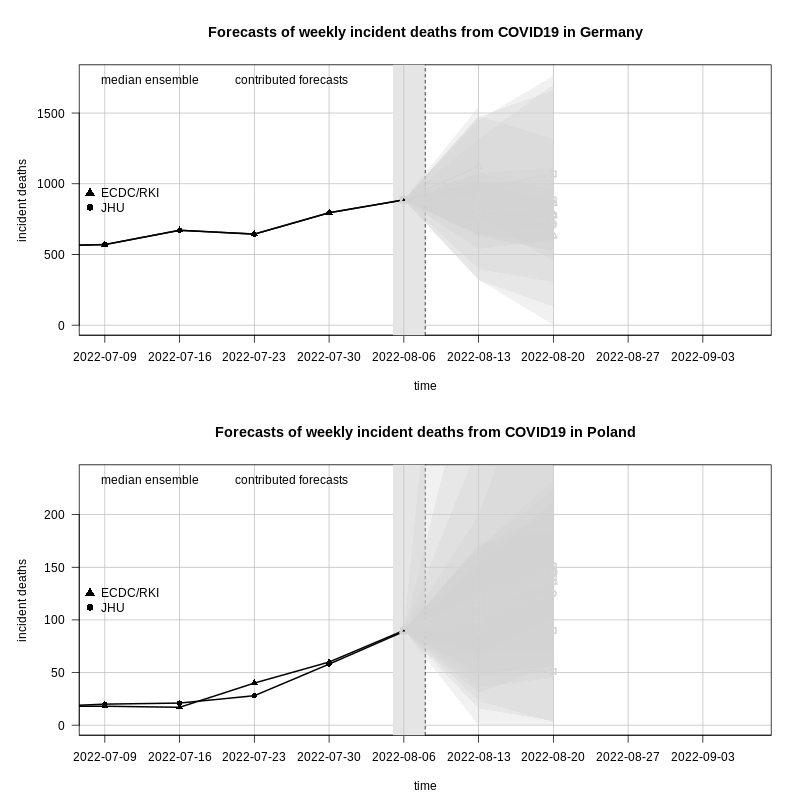 Forecasts of weekly incident deaths from COVID19 in Germany
median ensemble contributed forecasts
1500
1000
500
0
incident deaths
ECDC/RKI
JHU
2022-07-09 2022-07-16 2022-07-23 2022-07-30 2022-08-06 2022-08-13 2022-08-20 2022-08-27 2022-09-03
time
Forecasts of weekly incident deaths from COVID19 in Poland
median ensemble contributed forecasts
200
150
100
50
0
incident deaths
ECDC/RKI
JHU
2022-07-09 2022-07-16 2022-07-23 2022-07-30 2022-08-06 2022-08-13 2022-08-20 2022-08-27 2022-09-03
time